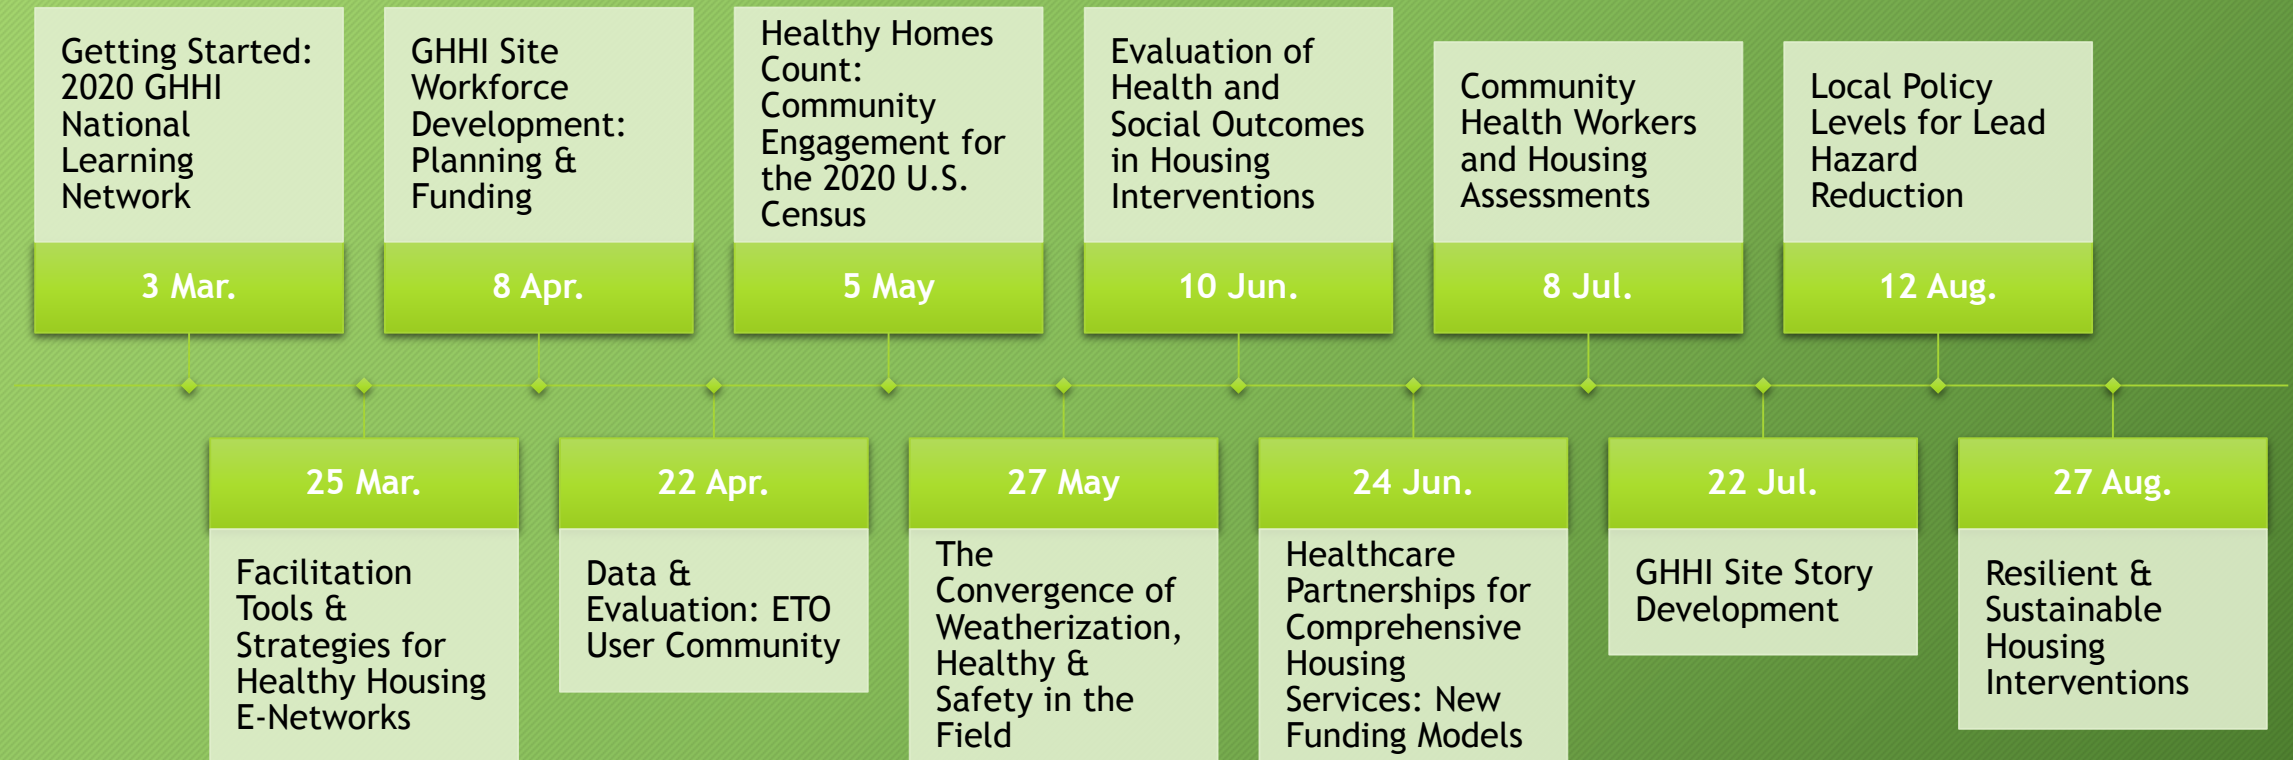 Getting Started:
2020 GHHI
National
Learning
Network
3 Mar.
GHHI Site
Workforce
Development:
Planning &
Funding
8 Apr.
Healthy Homes
Count:
Community
Engagement for
the 2020 U.S.
Census
5 May
Evaluation of
Health and
Social Outcomes
in Housing
Interventions
10 Jun.
Community
Health Workers
and Housing
Assessments
8 Jul.
Local Policy
Levels for Lead
Hazard
Reduction
12 Aug.
25 Mar.
Facilitation
Tools &
Strategies for
Healthy Housing
E-Networks
22 Apr.
Data &
Evaluation: ETO
User Community
27 May
The
Convergence of
Weatherization,
Healthy &
Safety in the
Field
24 Jun.
Healthcare
Partnerships for
Comprehensive
Housing
Services: New
Funding Models
22 Jul.
GHHI Site Story
Development
27 Aug.
Resilient &
Sustainable
Housing
Interventions